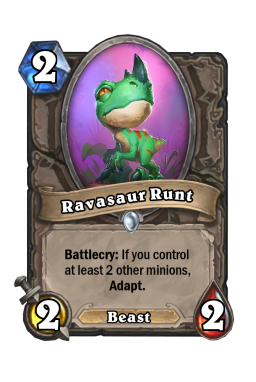 2
Ravasaur Runt
Battlecry: If you control
at least 2 other minions,
Adapt.
2
Beast
2